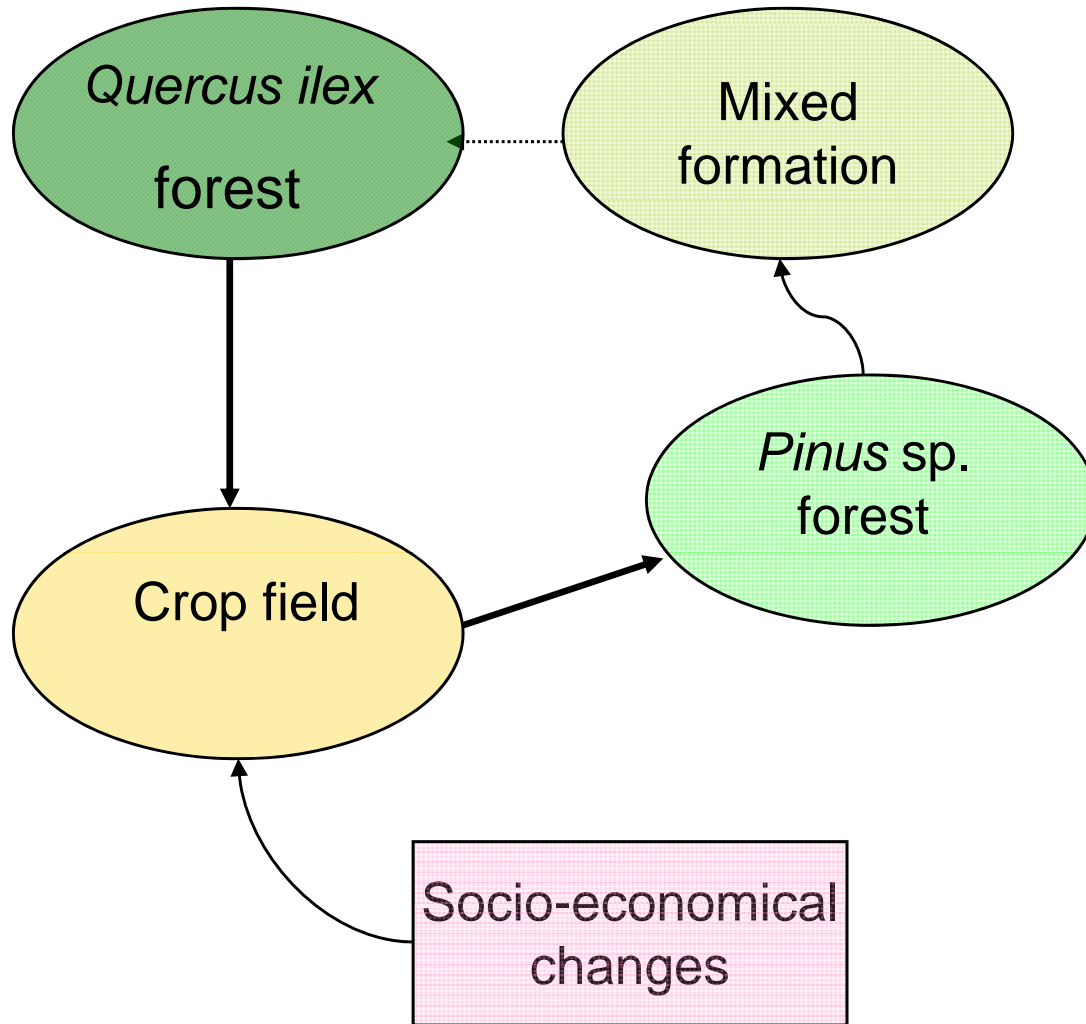 Quercus ilex
forest
Mixed
formation
Pinus sp.
forest
Crop field
Socio-economical
changes